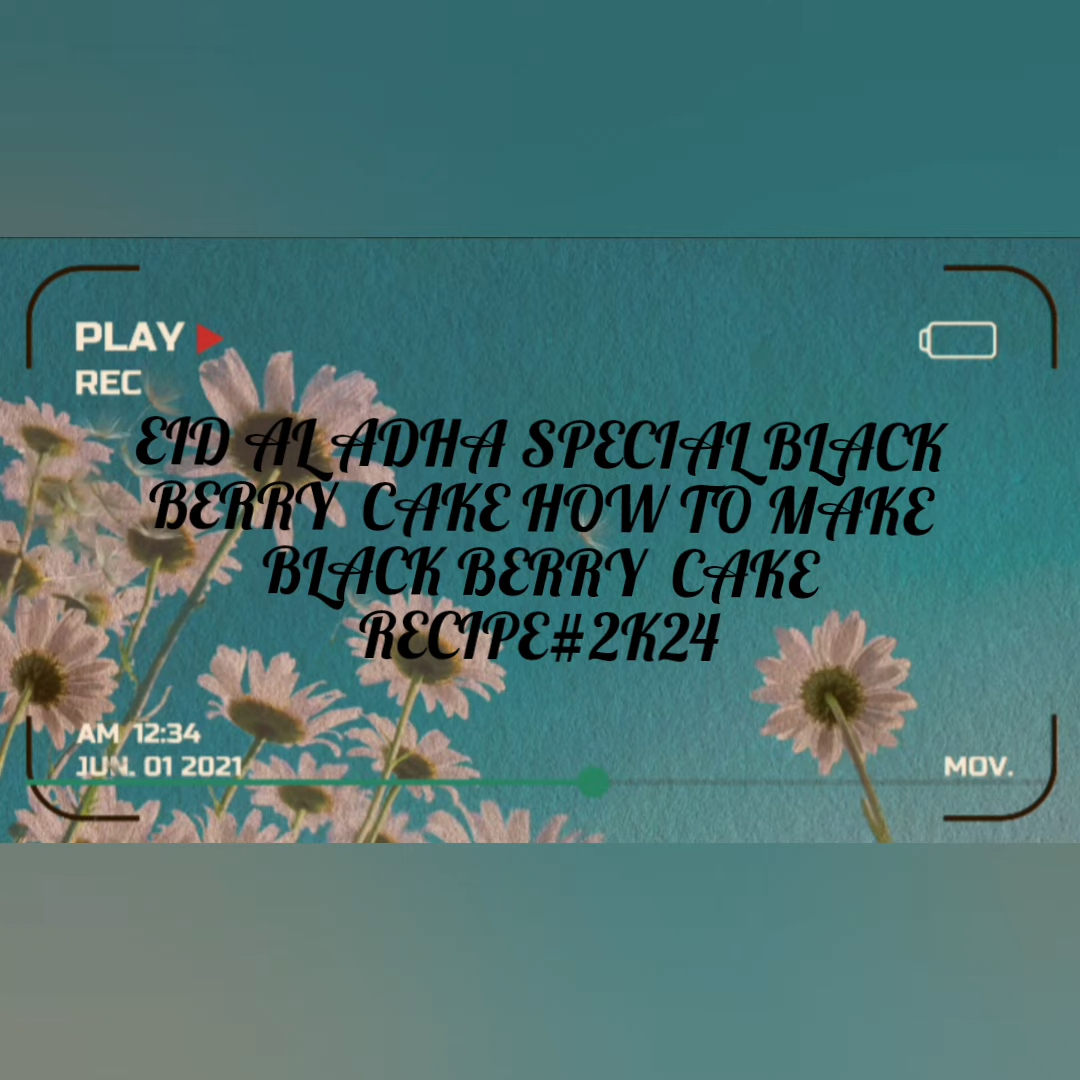 PLAY
REC
EID AL ADHA SPECIAL BLACK
BERRY CAKE HOW TO MAKE
BLACK BERRY CAKE
RECIPE#2K24
AM 12:34
JUN. 01 2021
MOV.